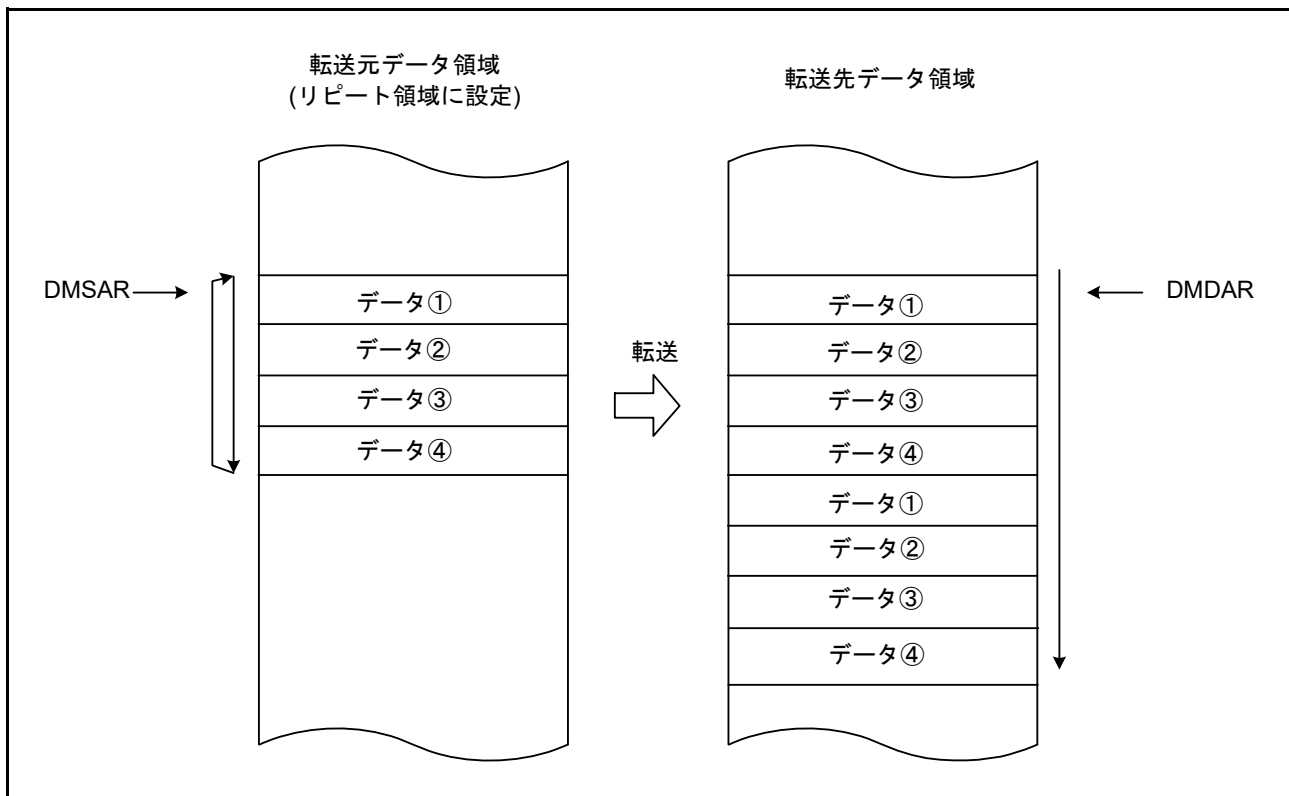 転送元データ領域
(リピート領域に設定)
転送先データ領域
DMSAR
データ①
データ②
データ③
データ④
転送
データ①
データ②
データ③
データ④
データ①
データ②
データ③
データ④
DMDAR